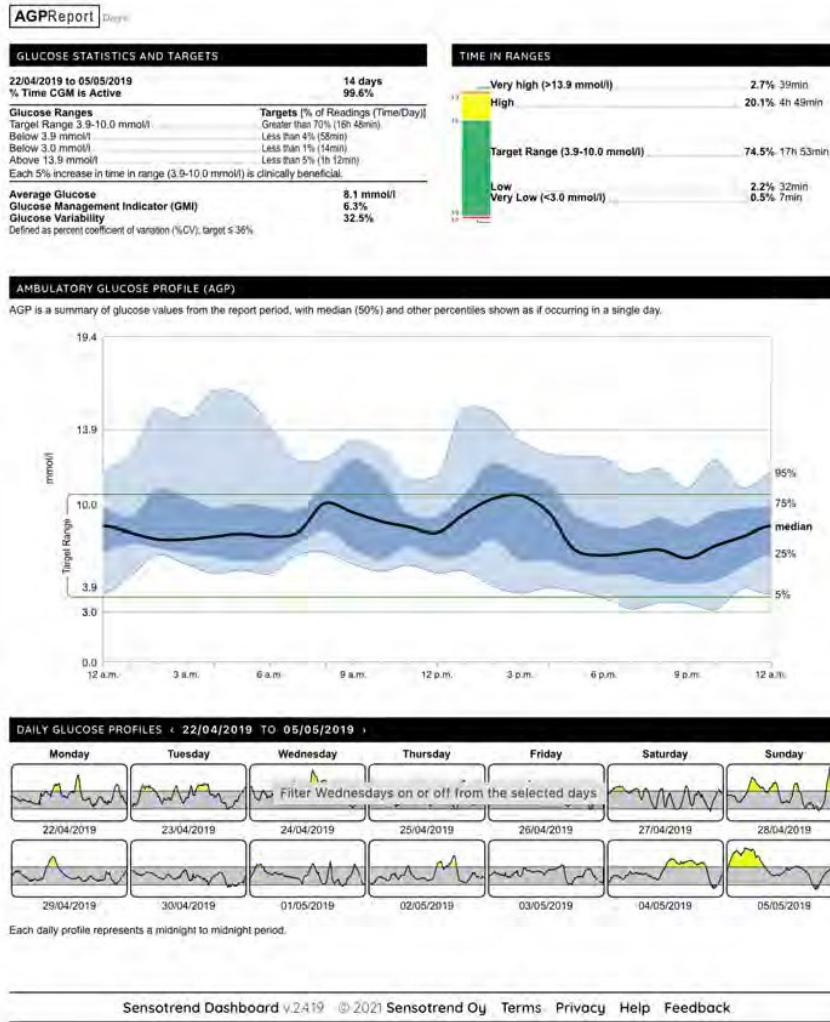 AGPReport Days
GLUCOSE STATISTICS AND TARGETS
22/04/2019 to 05/05/2019 14 days
% Time CGM is Active 99.6%
Glucose Ranges Targets [% of Readings (Time/Day)]
Target Range 3.9-10.0 mmol/l Greater than 70% (16h 48min)
Below 3.9 mmol/l Less than 4% (58min)
Below 3.0 mmol/l Less than 1% (14min)
Above 13.9 mmol/l Less than 5% (1h 12min)
Each 5% increase in time in range (3.9-10.0 mmol/l) is clinically beneficial.
Average Glucose 8.1 mmol/l
Glucose Management Indicator (GMI) 6.3%
Glucose Variability 32.5%
Defined as percent coefficient of variation (%CV); target ≤ 36%
TIME IN RANGES
Very high (>13.9 mmol/l) 2.7% 39min
High 20.1% 4h 49min
Target Range (3.9-10.0 mmol/l) 74.5% 17h 53min
Low 2.2% 32min
Very Low (<3.0 mmol/l) 0.5% 7min
AMBULATORY GLUCOSE PROFILE (AGP)
AGP is a summary of glucose values from the report period, with median (50%) and other percentiles shown as if occurring in a single day.
19.4
13.9
mmol/l
95%
10.0
75%
Target Range
median
25%
3.9
5%
3.0
0.0
12 a.m. 3 a.m. 6 a.m. 9 a.m. 12 p.m. 3 p.m. 6 p.m. 9 p.m. 12 a.m.
DAILY GLUCOSE PROFILES ‹ 22/04/2019 TO 05/05/2019 ›
Monday Tuesday Wednesday Thursday Friday Saturday Sunday
Filter Wednesdays on or off from the selected days
22/04/2019 23/04/2019 24/04/2019 25/04/2019 26/04/2019 27/04/2019 28/04/2019
29/04/2019 30/04/2019 01/05/2019 02/05/2019 03/05/2019 04/05/2019 05/05/2019
Each daily profile represents a midnight to midnight period.
Sensotrend Dashboard v.2.4.19 © 2021 Sensotrend Oy Terms Privacy Help Feedback